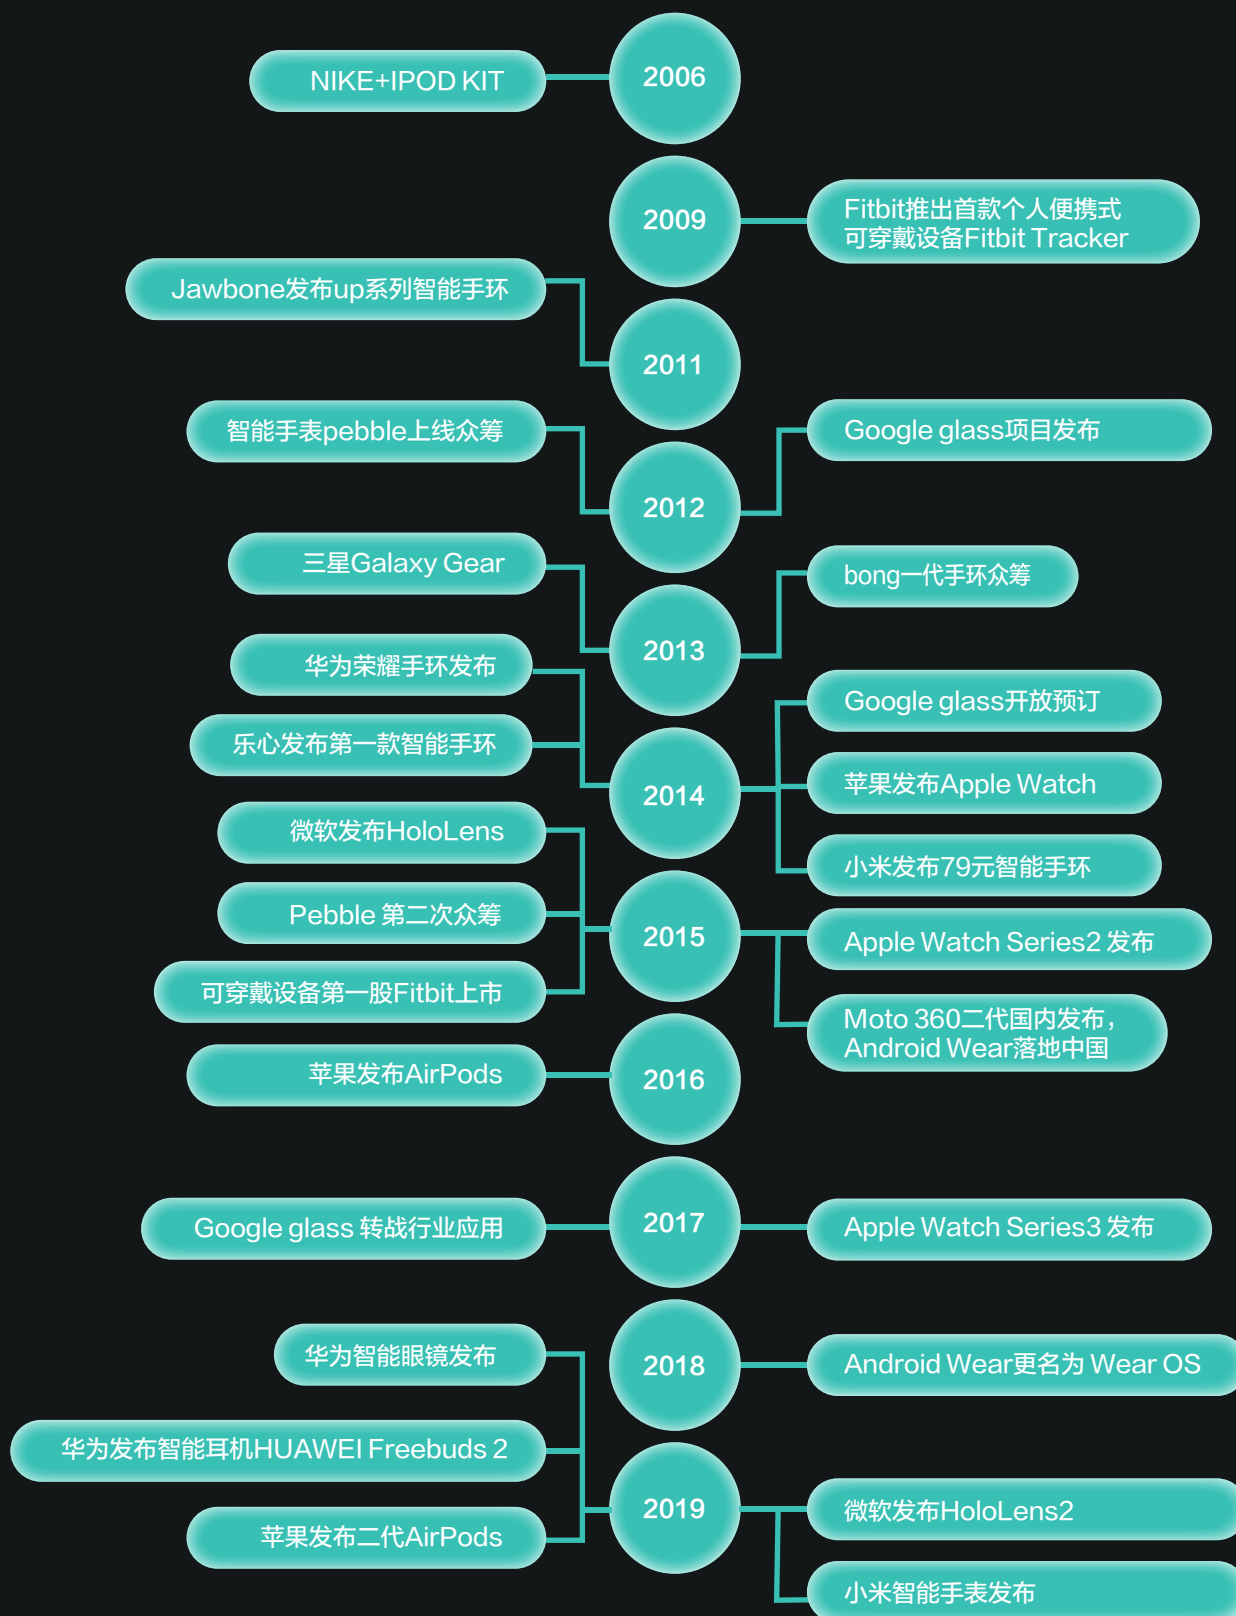 NIKE+IPOD KIT
2006
2009
Fitbit推出首款个人便携式
可穿戴设备Fitbit Tracker
Jawbone发布up系列智能手环
2011
智能手表pebble上线众筹
2012
Google glass项目发布
三星Galaxy Gear
2013
bong一代手环众筹
华为荣耀手环发布
乐心发布第一款智能手环
2014
Google glass开放预订
苹果发布Apple Watch
小米发布79元智能手环
微软发布HoloLens
Pebble 第二次众筹
可穿戴设备第一股Fitbit上市
2015
Apple Watch Series2 发布
Moto 360二代国内发布，
Android Wear落地中国
苹果发布AirPods
2016
Google glass 转战行业应用
2017
Apple Watch Series3 发布
2018
Android Wear更名为 Wear OS
华为智能眼镜发布
华为发布智能耳机HUAWEI Freebuds 2
苹果发布二代AirPods
2019
微软发布HoloLens2
小米智能手表发布